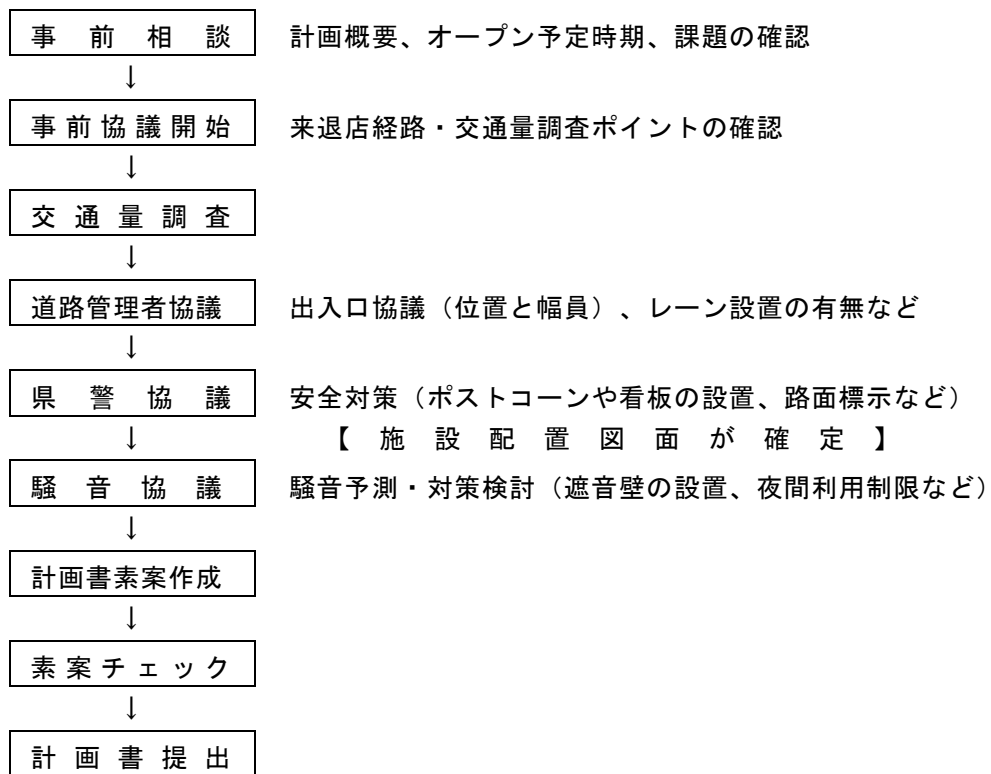 事前相談 計画概要、オープン予定時期、課題の確認
↓
事前協議開始 来退店経路・交通量調査ポイントの確認
↓
交通量調査
↓
道路管理者協議 出入口協議（位置と幅員）、レーン設置の有無など
↓
県警協議 安全対策（ポストコーンや看板の設置、路面標示など）
↓ 【施設配置図面が確定】
騒音協議 騒音予測・対策検討（遮音壁の設置、夜間利用制限など）
↓
計画書素案作成
↓
素案チェック
↓
計画書提出